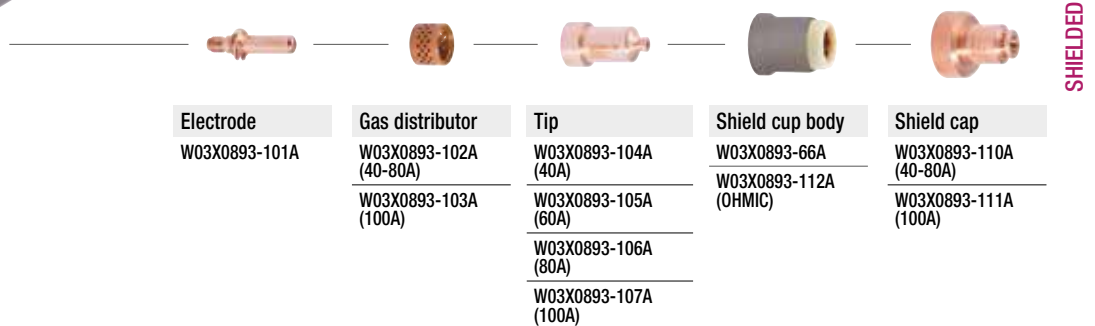 SHIELDED
Electrode
W03X0893-101A
Gas distributor
W03X0893-102A
(40-80A)
W03X0893-103A
(100A)
Tip
W03X0893-104A
(40A)
W03X0893-105A
(60A)
W03X0893-106A
(80A)
W03X0893-107A
(100A)
Shield cup body
W03X0893-66A
W03X0893-112A
(OHMIC)
Shield cap
W03X0893-110A
(40-80A)
W03X0893-111A
(100A)